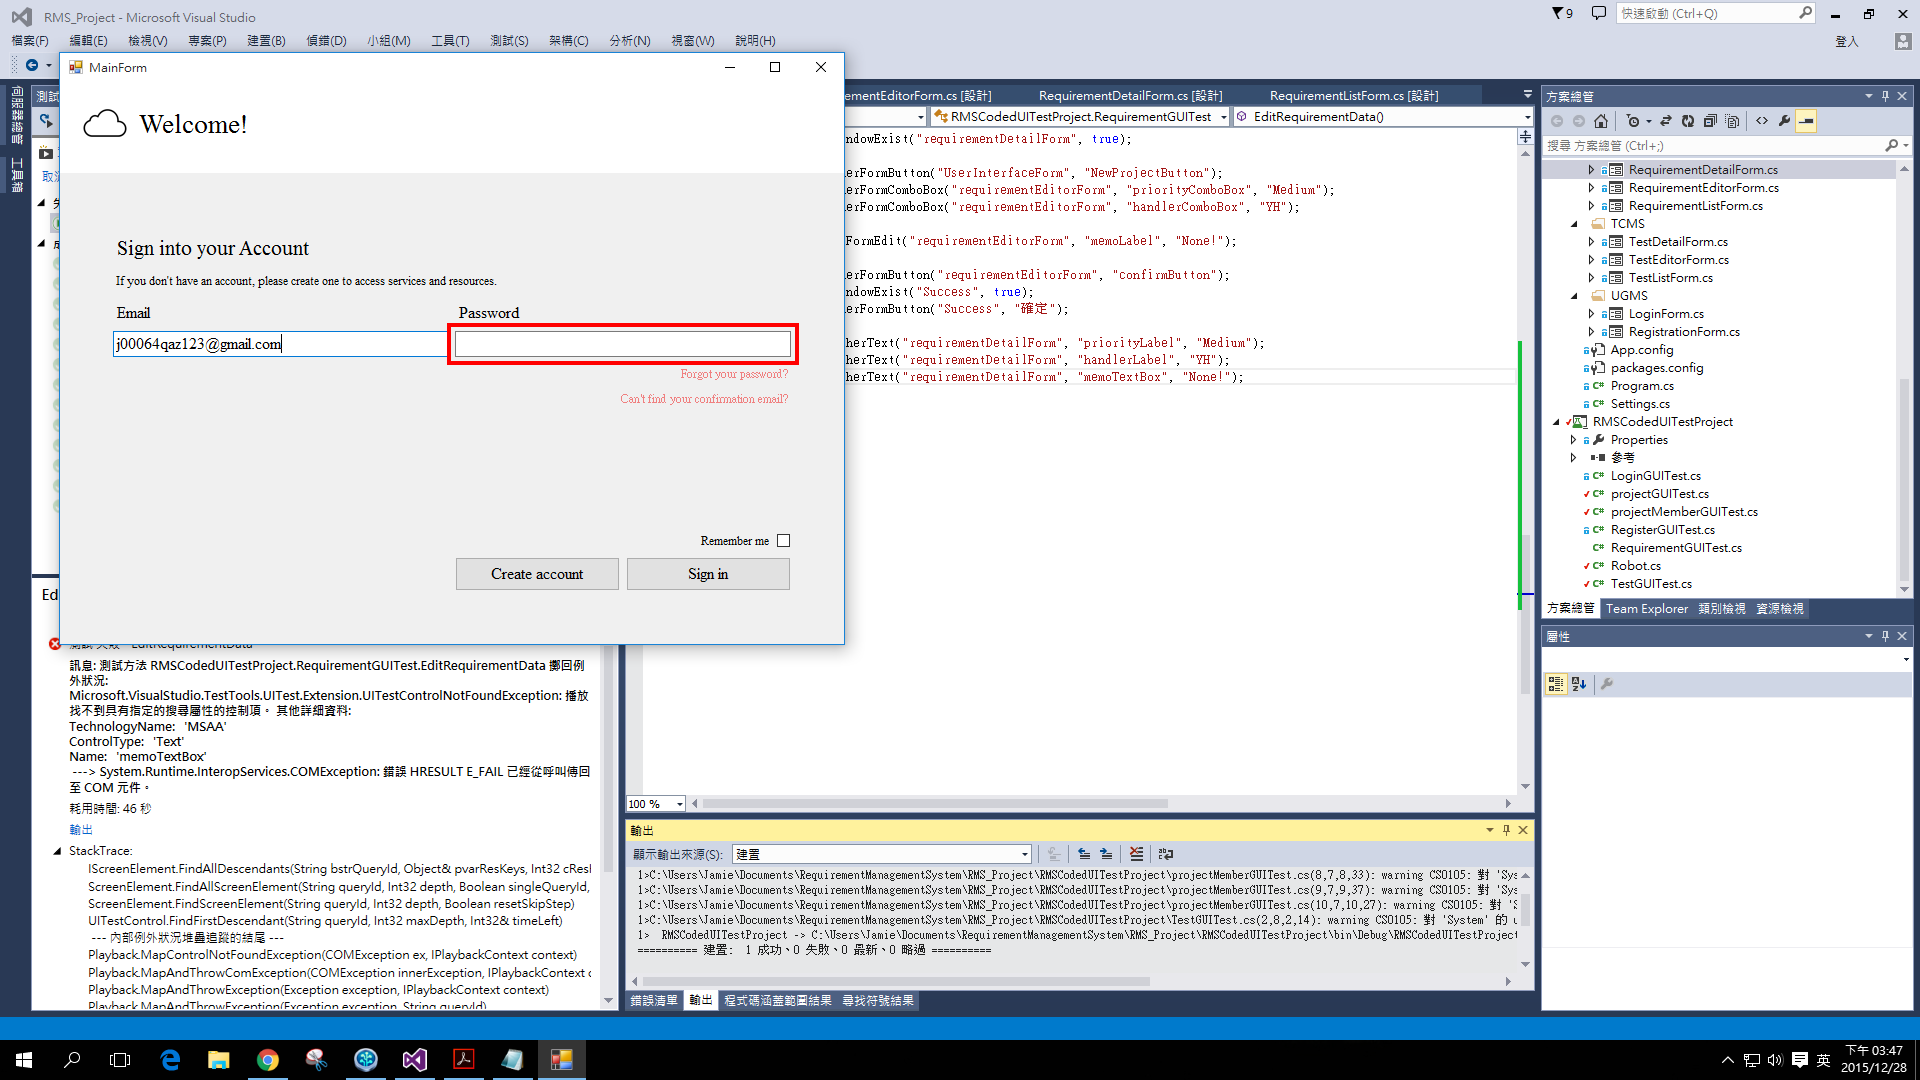 RMS_Project - Microsoft Visual Studio
9
快速啟動 (Ctrl+Q)
檔案(F) 編輯(E) 檢視(V) 專案(P) 建置(B) 偵錯(D) 小組(M) 工具(T) 測試(S) 架構(C) 分析(N) 視窗(W) 說明(H)
登入
伺服器總管
工具箱
測試
MainForm
Welcome!
Sign into your Account
If you don't have an account, please create one to access services and resources.
Email
Password
j00064qaz123@gmail.com
Forgot your password?
Can't find your confirmation email?
Remember me
Create account
Sign in
ementEditorForm.cs [設計] RequirementDetailForm.cs [設計] RequirementListForm.cs [設計]
RMSCodedUITestProject.RequirementGUITest
EditRequirementData()
ndowExist("requirementDetailForm", true);
erFormButton("UserInterfaceForm", "NewProjectButton");
erFormComboBox("requirementEditorForm", "priorityComboBox", "Medium");
erFormComboBox("requirementEditorForm", "handlerComboBox", "YH");
FormEdit("requirementEditorForm", "memoLabel", "None!");
erFormButton("requirementEditorForm", "confirmButton");
ndowExist("Success", true);
erFormButton("Success", "確定");
herText("requirementDetailForm", "priorityLabel", "Medium");
herText("requirementDetailForm", "handlerLabel", "YH");
herText("requirementDetailForm", "memoTextBox", "None!");
100 %
Ed
訊息: 測試方法 RMSCodedUITestProject.RequirementGUITest.EditRequirementData 擲回例
外狀況:
Microsoft.VisualStudio.TestTools.UITest.Extension.UITestControlNotFoundException: 播放
找不到具有指定的搜尋屬性的控制項。 其他詳細資料:
TechnologyName: 'MSAA'
ControlType: 'Text'
Name: 'memoTextBox'
---> System.Runtime.InteropServices.COMException: 錯誤 HRESULT E_FAIL 已經從呼叫傳回
至 COM 元件。
耗用時間: 46 秒
輸出
StackTrace:
IScreenElement.FindAllDescendants(String bstrQueryId, Object& pvarResKeys, Int32 cResl
ScreenElement.FindAllScreenElement(String queryId, Int32 depth, Boolean singleQueryId,
ScreenElement.FindScreenElement(String queryId, Int32 depth, Boolean resetSkipStep)
UITestControl.FindFirstDescendant(String queryId, Int32 maxDepth, Int32& timeLeft)
--- 內部例外狀況堆疊追蹤的結尾 ---
Playback.MapControlNotFoundException(COMException ex, IPlaybackContext context)
Playback.MapAndThrowComException(COMException innerException, IPlaybackContext c
Playback.MapAndThrowException(Exception exception, IPlaybackContext context)
Playback.MapAndThrowException(Exception exception, String queryId)
輸出
顯示輸出來源(S): 建置
1>C:\Users\Jamie\Documents\RequirementManagementSystem\RMS_Project\RMSCodedUITestProject\projectMemberGUITest.cs(8,7,8,33): warning CS0105: 對 'Sys
1>C:\Users\Jamie\Documents\RequirementManagementSystem\RMS_Project\RMSCodedUITestProject\projectMemberGUITest.cs(9,7,9,37): warning CS0105: 對 'Sys
1>C:\Users\Jamie\Documents\RequirementManagementSystem\RMS_Project\RMSCodedUITestProject\projectMemberGUITest.cs(10,7,10,27): warning CS0105: 對 'S
1>C:\Users\Jamie\Documents\RequirementManagementSystem\RMS_Project\RMSCodedUITestProject\TestGUITest.cs(2,8,2,14): warning CS0105: 對 'System' 的 u
1> RMSCodedUITestProject -> C:\Users\Jamie\Documents\RequirementManagementSystem\RMS_Project\RMSCodedUITestProject\bin\Debug\RMSCodedUITestProject
========== 建置: 1 成功、0 失敗、0 最新、0 略過 ==========
錯誤清單 輸出 程式碼涵蓋範圍結果 尋找符號結果
方案總管
搜尋 方案總管 (Ctrl+;)
RequirementDetailForm.cs
RequirementEditorForm.cs
RequirementListForm.cs
TCMS
TestDetailForm.cs
TestEditorForm.cs
TestListForm.cs
UGMS
LoginForm.cs
RegistrationForm.cs
App.config
packages.config
Program.cs
Settings.cs
RMSCodedUITestProject
Properties
參考
LoginGUITest.cs
projectGUITest.cs
projectMemberGUITest.cs
RegisterGUITest.cs
RequirementGUITest.cs
Robot.cs
TestGUITest.cs
方案總管 Team Explorer 類別檢視 資源檢視
屬性
英
下午 03:47
2015/12/28